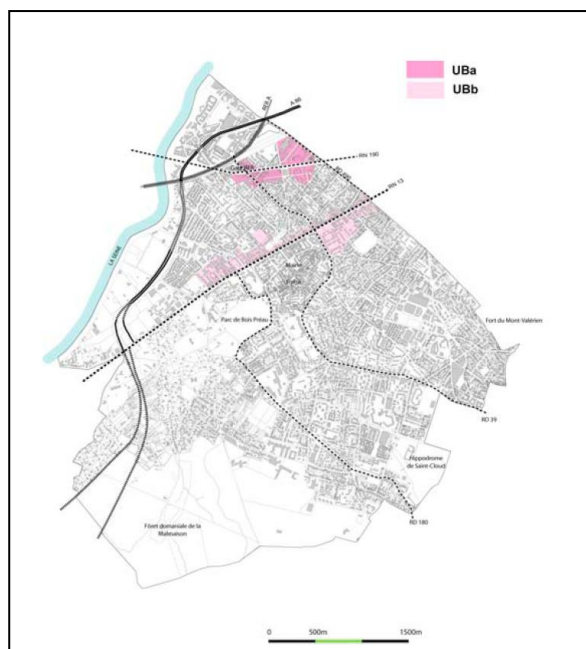 UBa
UBb
RER A
A 86
RN 190
RN 13
LA SEINE
Parc de Bois Préau
Fort du Mont-Valérien
RD 39
Hippodrome
de Saint-Cloud
RD 180
Forêt domaniale de la
Malmaison
0 500m 1500m